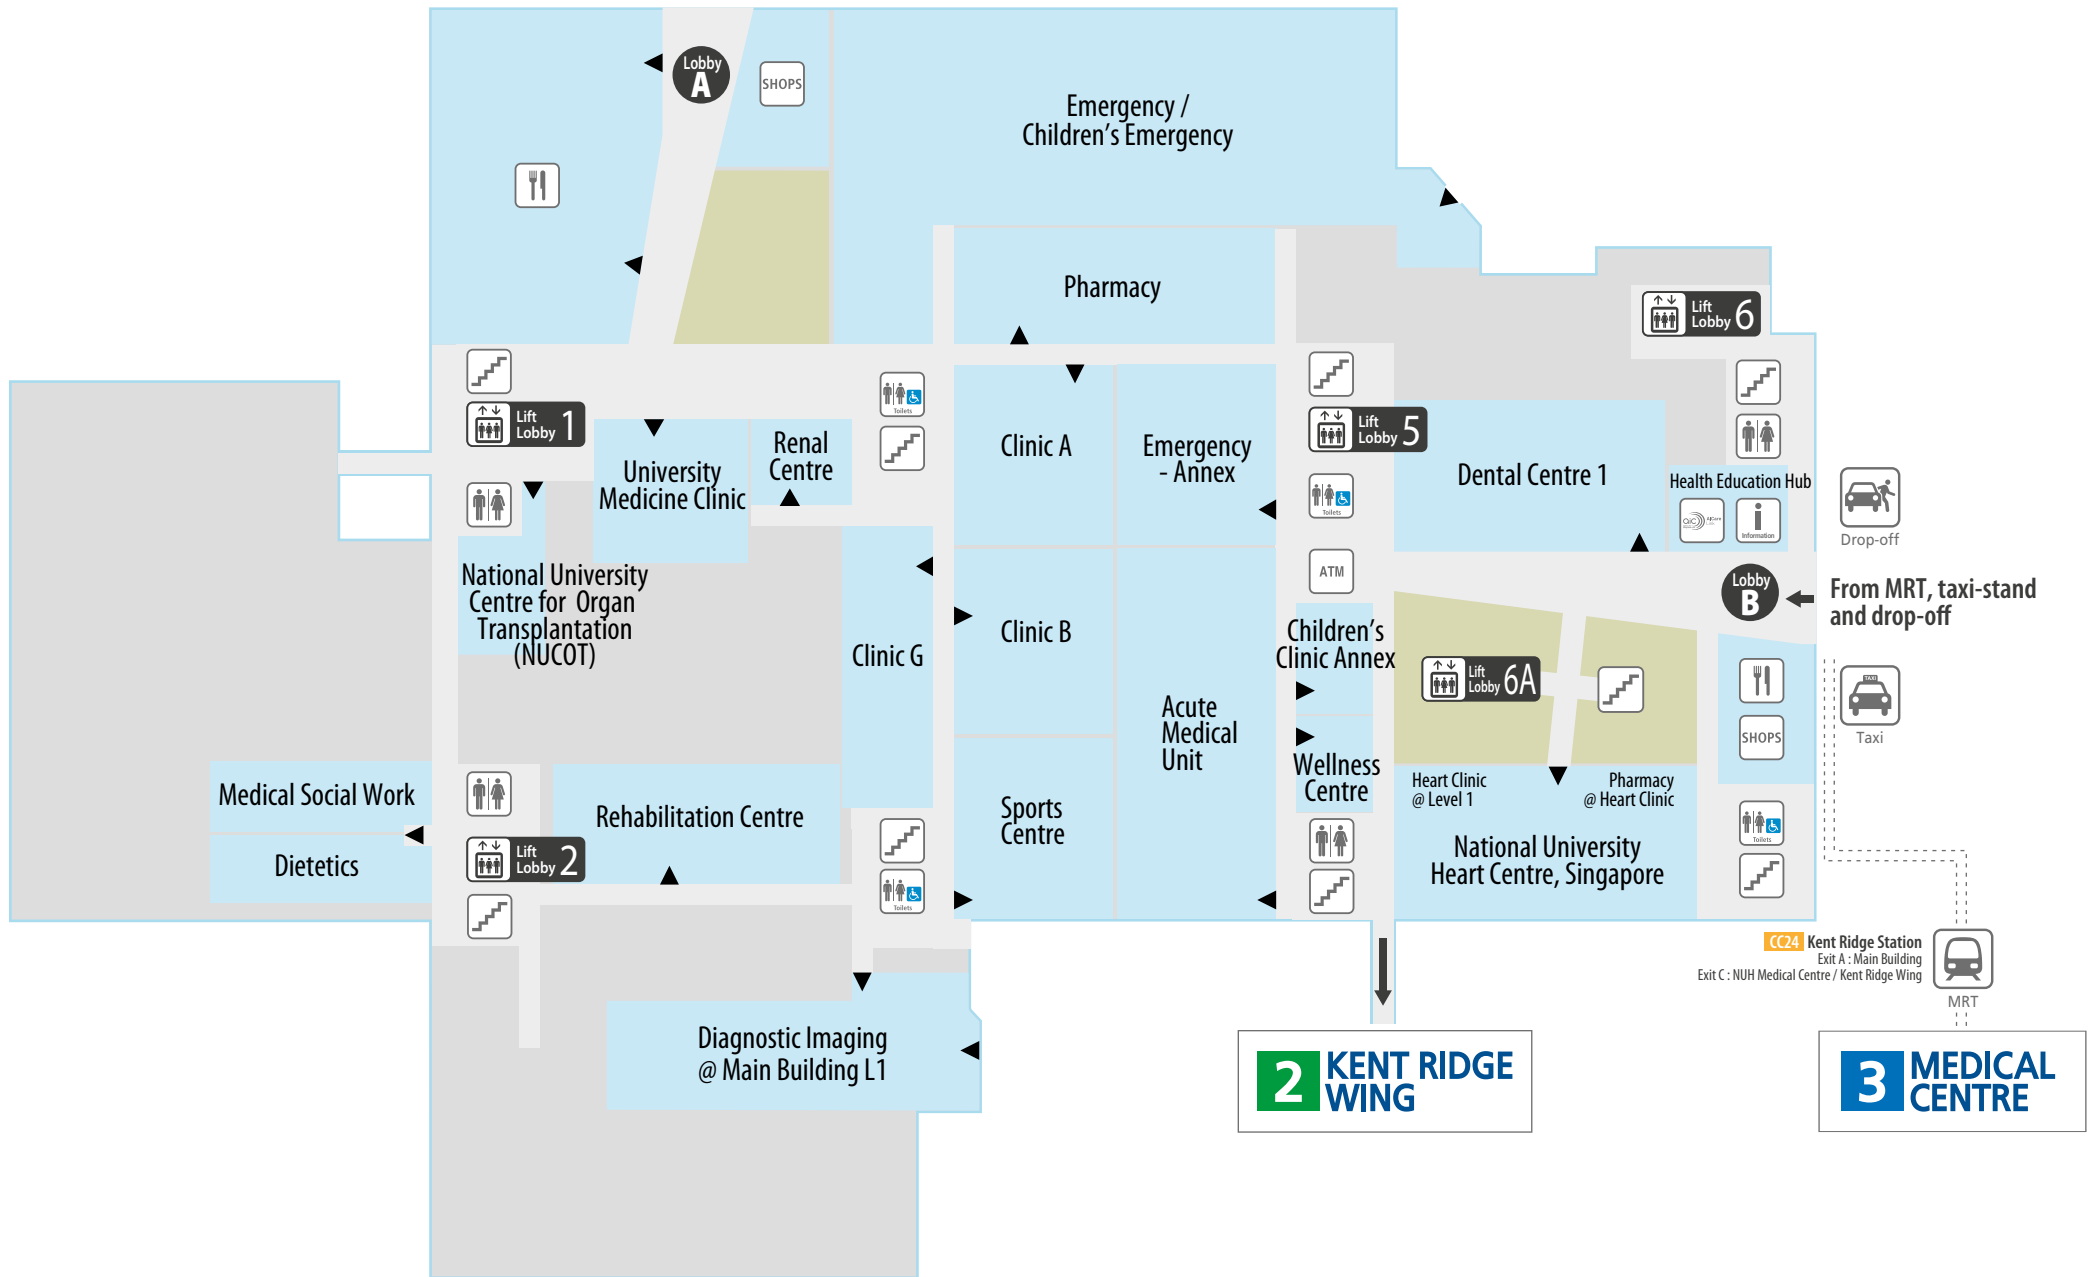 Lobby
A
SHOPS
Emergency /
Children's Emergency
Pharmacy
Lift
Lobby 6
Lift
Lobby 1
Toilets
Lift
Lobby 5
Renal
Centre
Clinic A
Emergency
- Annex
University
Medicine Clinic
Dental Centre 1
Health Education Hub
aic
Information
Toilets
Drop-off
ATM
National University
Centre for Organ
Transplantation
(NUCOT)
Lobby
B
From MRT, taxi-stand
and drop-off
Clinic G
Clinic B
Children's
Clinic Annex
Lift
Lobby 6A
TAXI
Taxi
SHOPS
Acute
Medical
Unit
Wellness
Centre
Heart Clinic
@ Level 1
Pharmacy
@ Heart Clinic
Medical Social Work
Rehabilitation Centre
Sports
Centre
Toilets
National University
Heart Centre, Singapore
Dietetics
Lift
Lobby 2
Toilets
CC24 Kent Ridge Station
Exit A : Main Building
Exit C : NUH Medical Centre / Kent Ridge Wing
MRT
Diagnostic Imaging
@ Main Building L1
2 KENT RIDGE
WING
3 MEDICAL
CENTRE